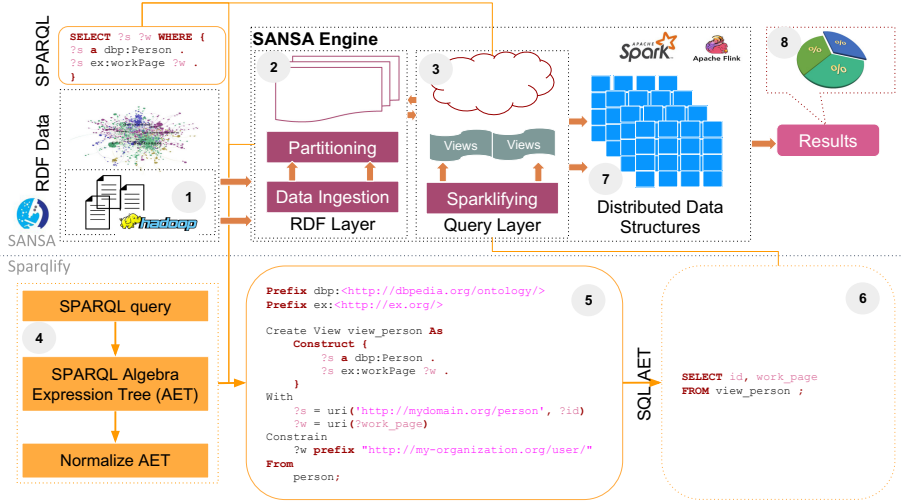 SPARQL
SELECT ?s ?w WHERE {
?s a dbp:Person .
?s ex:workPage ?w .
}
RDF Data
1
hadoop
SANSA
SANSA Engine
2
Partitioning
Data Ingestion
RDF Layer
3
Views
Views
Sparklifying
Query Layer
APACHE
Spark
Apache Flink
7
Distributed Data
Structures
8
%
%
%
Results
Sparqlify
SPARQL query
4
SPARQL Algebra
Expression Tree (AET)
Normalize AET
5
Prefix dbp:<http://dbpedia.org/ontology/>
Prefix ex:<http://ex.org/>
Create View view_person As
Construct {
?s a dbp:Person .
?s ex:workPage ?w .
}
With
?s = uri('http://mydomain.org/person', ?id)
?w = uri(?work_page)
Constrain
?w prefix "http://my-organization.org/user/"
From
person;
SQL AET
6
SELECT id, work_page
FROM view_person ;